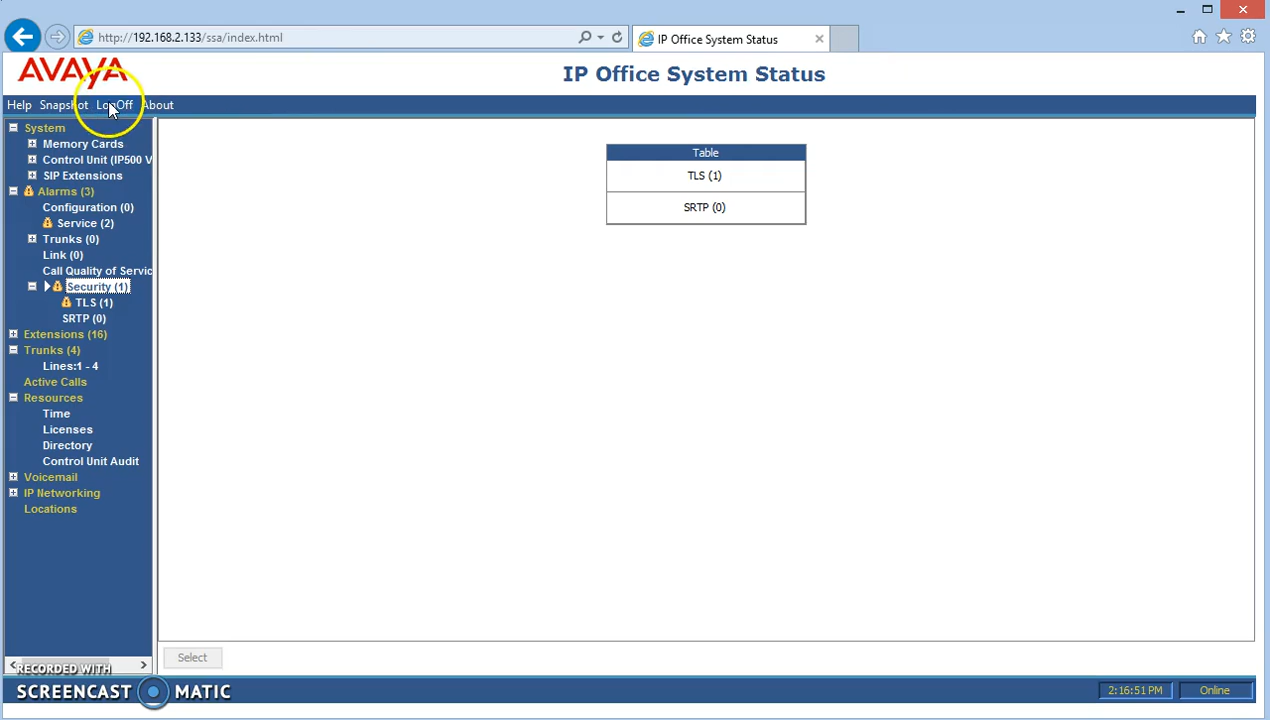 http://192.168.2.133/ssa/index.html
IP Office System Status
AVAYA
IP Office System Status
Help Snapshot LogOff About
System
Memory Cards
Control Unit (IP500 V
SIP Extensions
Alarms (3)
Configuration (0)
Service (2)
Trunks (0)
Link (0)
Call Quality of Servic
Security (1)
TLS (1)
SRTP (0)
Extensions (16)
Trunks (4)
Lines:1 - 4
Active Calls
Resources
Time
Licenses
Directory
Control Unit Audit
Voicemail
IP Networking
Locations
Table
TLS (1)
SRTP (0)
Select
RECORDED WITH
SCREENCAST MATIC
2:16:51 PM
Online